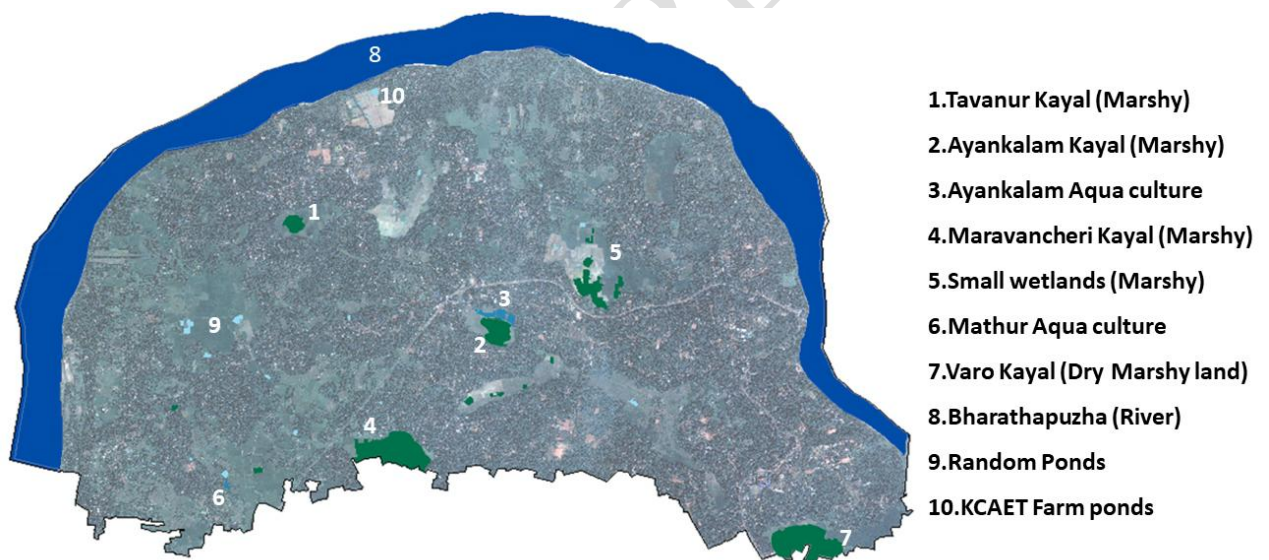 8
10
1
5
3
9
2
4
6
7
1.Tavanur Kayal (Marshy)
2.Ayankalam Kayal (Marshy)
3.Ayankalam Aqua culture
4.Maravancheri Kayal (Marshy)
5.Small wetlands (Marshy)
6.Mathur Aqua culture
7.Varo Kayal (Dry Marshy land)
8.Bharathapuzha (River)
9.Random Ponds
10.KCAET Farm ponds